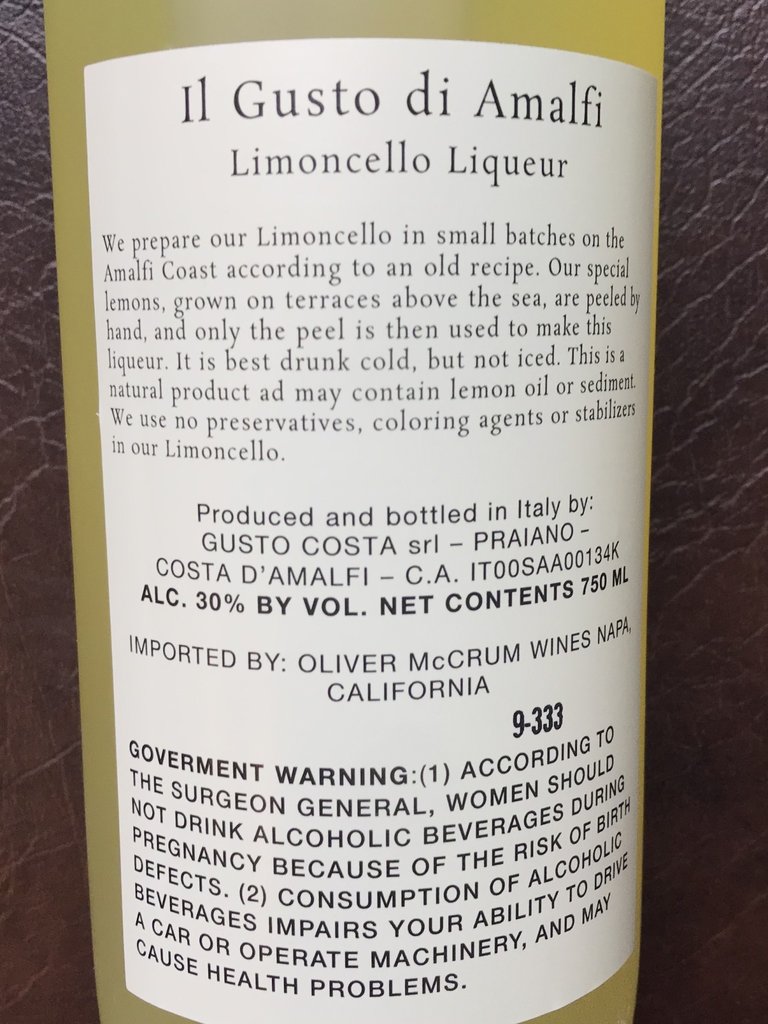 Il Gusto di Amalfi
Limoncello Liqueur
We prepare our Limoncello in small batches on the
Amalfi Coast according to an old recipe. Our special
lemons, grown on terraces above the sea, are peeled by
hand, and only the peel is then used to make this
liqueur. It is best drunk cold, but not iced. This is a
natural product ad may contain lemon oil or sediment.
We use no preservatives, coloring agents or stabilizers
in our Limoncello.
Produced and bottled in Italy by:
GUSTO COSTA srl – PRAIANO –
COSTA D'AMALFI – C.A. IT00SAA00134K
ALC. 30% BY VOL. NET CONTENTS 750 ML
IMPORTED BY: OLIVER McCRUM WINES NAPA,
CALIFORNIA
9-333
GOVERMENT WARNING:(1) ACCORDING TO
THE SURGEON GENERAL, WOMEN SHOULD
NOT DRINK ALCOHOLIC BEVERAGES DURING
PREGNANCY BECAUSE OF THE RISK OF BIRTH
DEFECTS. (2) CONSUMPTION OF ALCOHOLIC
BEVERAGES IMPAIRS YOUR ABILITY TO DRIVE
A CAR OR OPERATE MACHINERY, AND MAY
CAUSE HEALTH PROBLEMS.